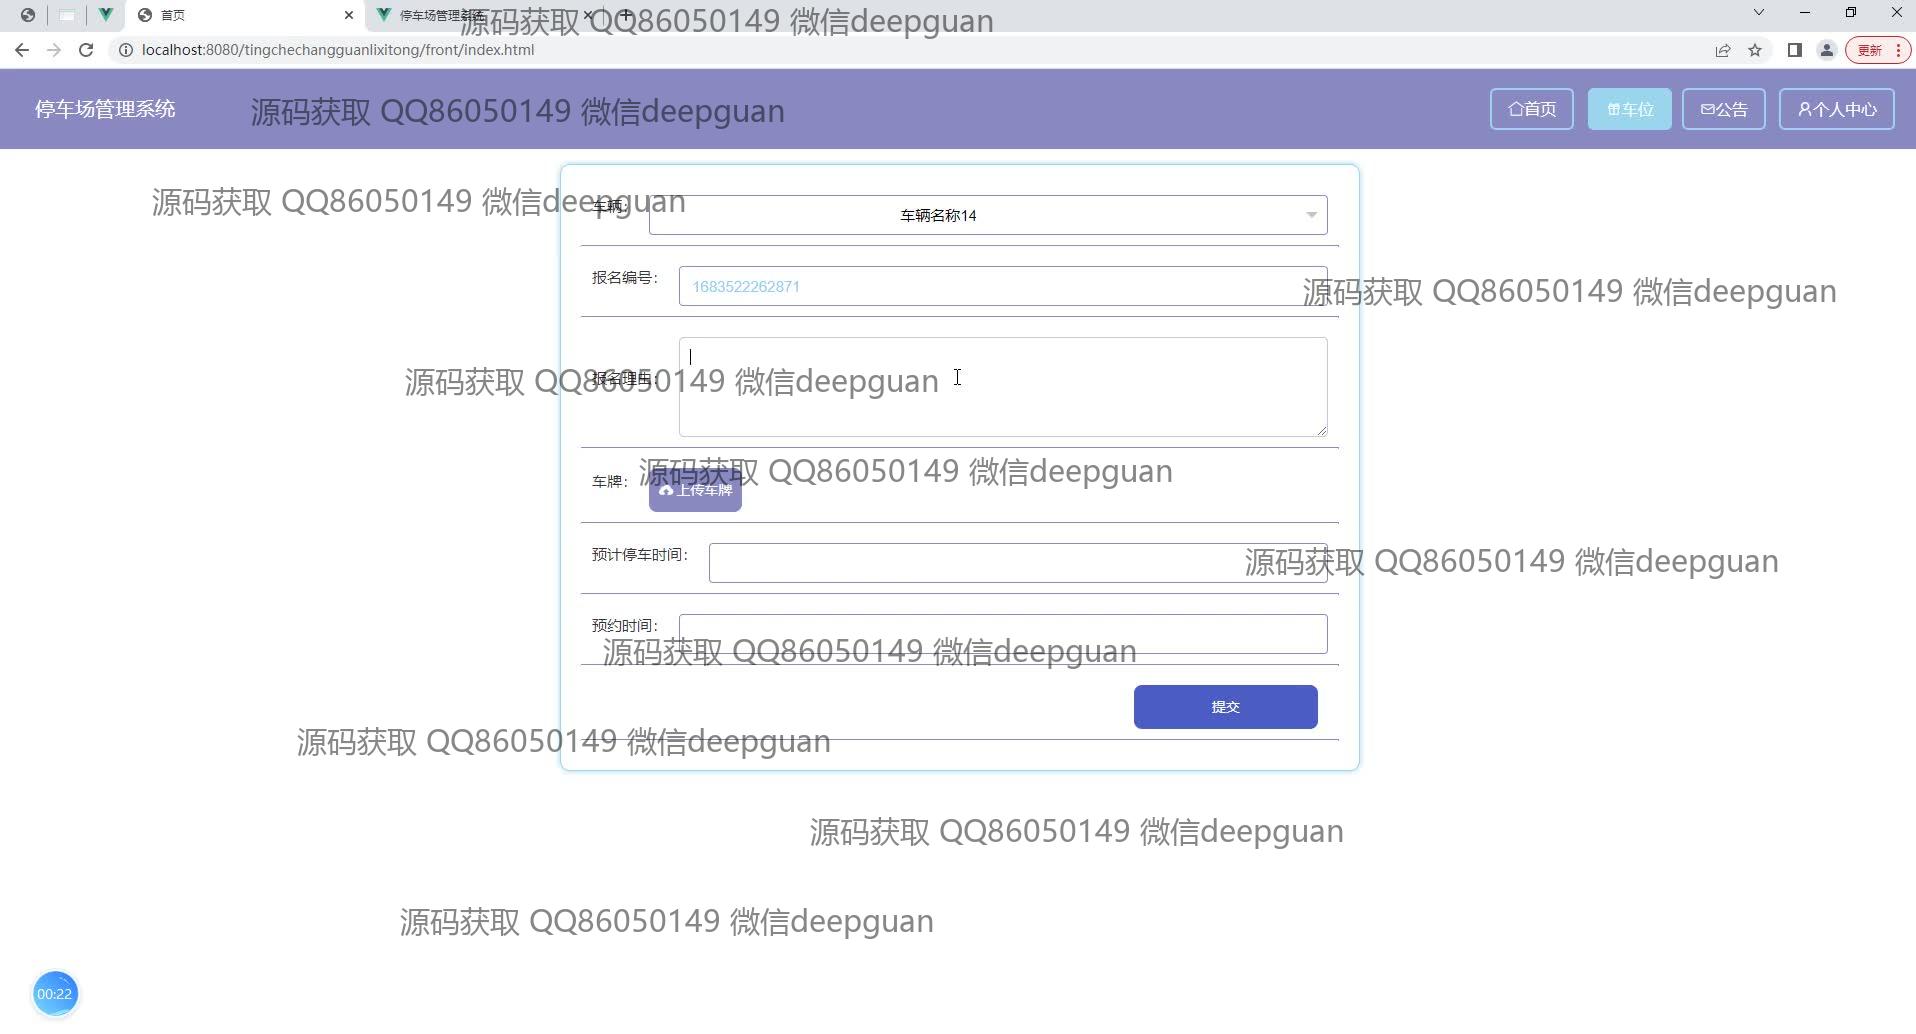 首页
停车场管理系统
源码获取 QQ86050149 微信deepguan
localhost:8080/tingchechangguanlixitong/front/index.html
更新
停车场管理系统
源码获取 QQ86050149 微信deepguan
首页
车位
公告
个人中心
源码获取 QQ86050149 微信deepguan
车辆：
车辆名称14
报名编号：
1683522262871
源码获取 QQ86050149 微信deepguan
报名理由：
源码获取 QQ86050149 微信deepguan
源码获取 QQ86050149 微信deepguan
车牌：
上传车牌
预计停车时间：
源码获取 QQ86050149 微信deepguan
预约时间：
源码获取 QQ86050149 微信deepguan
提交
源码获取 QQ86050149 微信deepguan
源码获取 QQ86050149 微信deepguan
源码获取 QQ86050149 微信deepguan
00:22